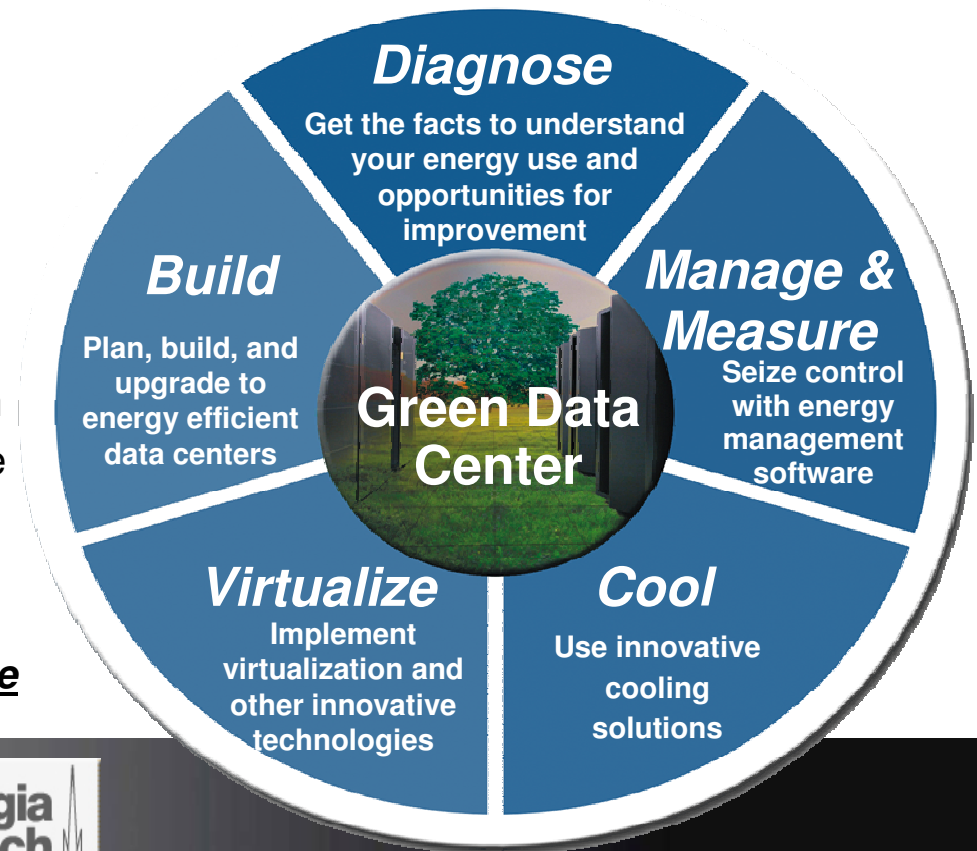 Diagnose
Get the facts to understand
your energy use and
opportunities for
improvement
Manage &
Measure
Seize control
with energy
management
software
Cool
Use innovative
cooling
solutions
Virtualize
Implement
virtualization and
other innovative
technologies
Build
Plan, build, and
upgrade to
energy efficient
data centers
Green Data
Center